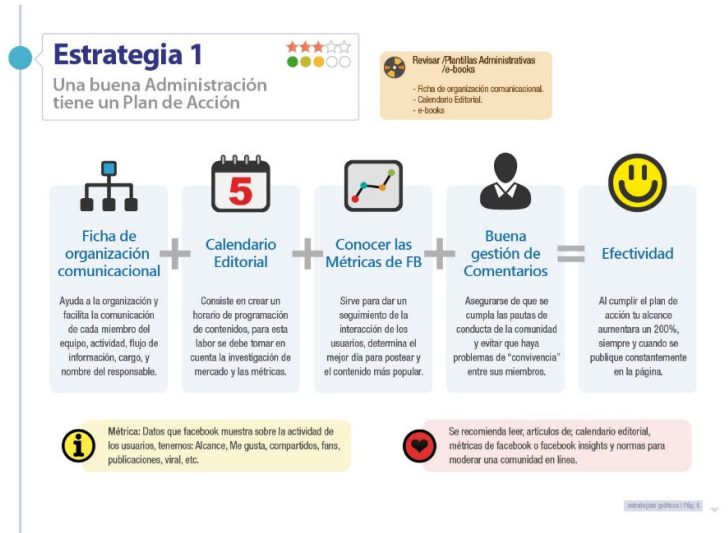 Estrategia 1
Una buena Administración
tiene un Plan de Acción
Revisar /Plantillas Administrativas
/e-books
- Ficha de organización comunicacional.
- Calendario Editorial.
- e-books
Ficha de
organización
comunicacional
Ayuda a la organización y
facilita la comunicación
de cada miembro del
equipo, actividad, flujo de
información, cargo, y
nombre del responsable.
+
5
Calendario
Editorial
Consiste en crear un
horario de programación
de contenidos, para esta
labor se debe tomar en
cuenta la investigación de
mercado y las métricas.
+
Conocer las
Métricas de FB
Sirve para dar un
seguimiento de la
interacción de los
usuarios, determina el
mejor día para postear y
el contenido más popular.
+
Buena
gestión de
Comentarios
Asegurarse de que se
cumpla las pautas de
conducta de la comunidad
y evitar que haya
problemas de “convivencia”
entre sus miembros.
=
Efectividad
Al cumplir el plan de
acción tu alcance
aumentara un 200%,
siempre y cuando se
publique constantemente
en la página.
i
Métrica: Datos que facebook muestra sobre la actividad de
los usuarios, tenemos: Alcance, Me gusta, compartidos, fans,
publicaciones, viral, etc.
Se recomienda leer, artículos de; calendario editorial,
métricas de facebook o facebook insights y normas para
moderar una comunidad en línea.
estrategias gráficos | Pág. 6